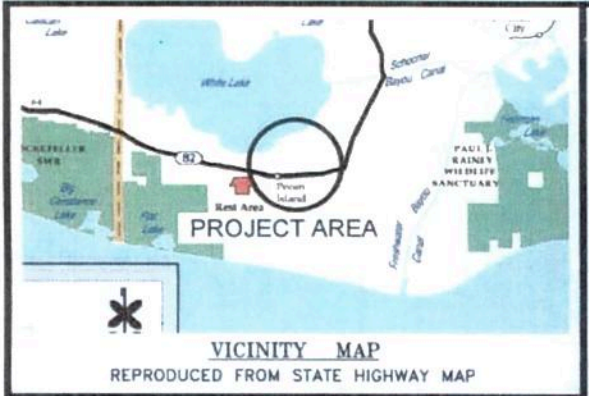 Lake
White Lake
Schooner
Bayou Canal
City
82
ROCKEFELLER
SWR
Big
Constance
Lake
Flat
Lake
Rest Area
Pecan
Island
PROJECT AREA
Freshwater Bayou
Canal
PAUL J.
RAINEY
WILDLIFE
SANCTUARY
Lake
VICINITY MAP
REPRODUCED FROM STATE HIGHWAY MAP